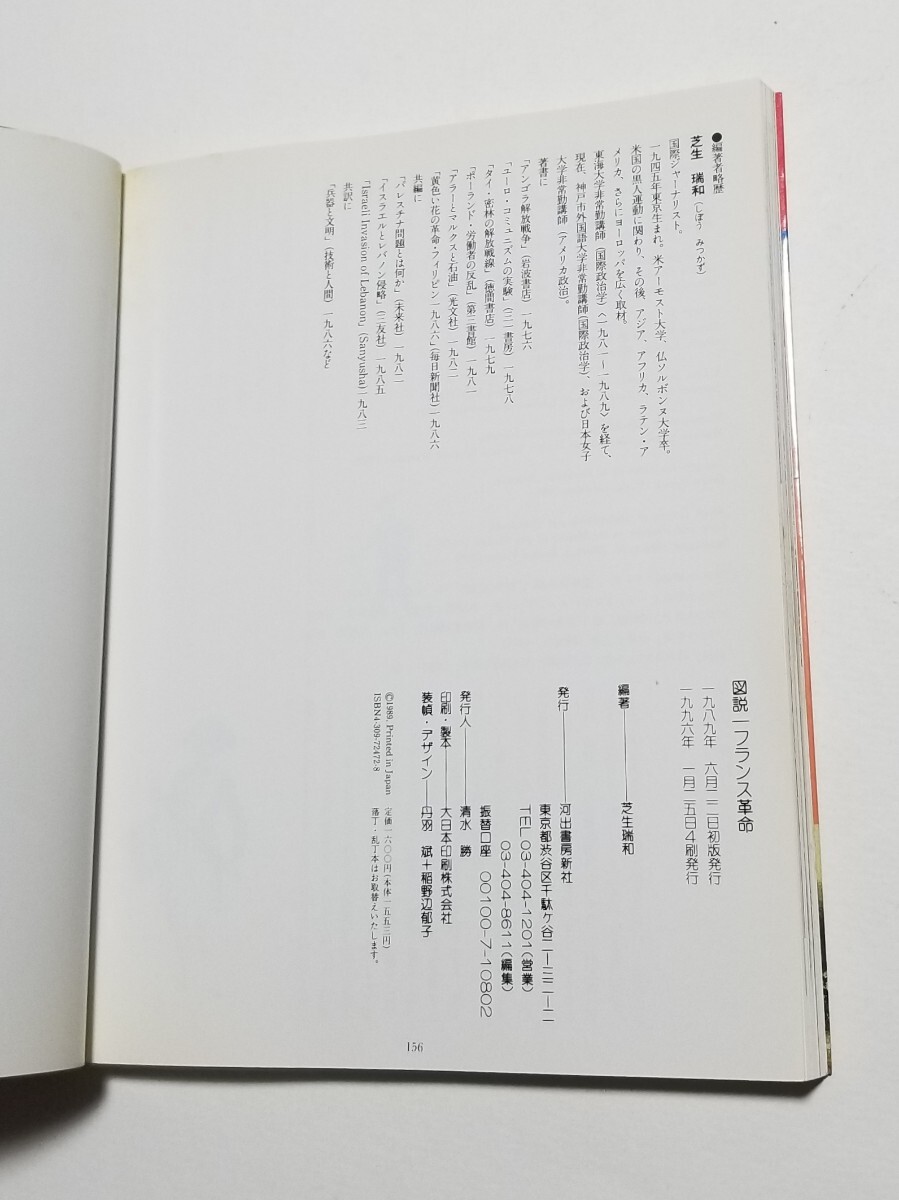 ●編著者略歴
芝生 瑞和（しぼう みつかず）
国際ジャーナリスト。
一九四五年東京生まれ。米アーモスト大学、仏ソルボンヌ大学卒。
米国の黒人運動に関わり、その後、アジア、アフリカ、ラテン・ア
メリカ、さらにヨーロッパを広く取材。
東海大学非常勤講師（国際政治学）〈一九八一〜一九八九〉を経て、
現在、神戸市外国語大学非常勤講師（国際政治学）、および日本女子
大学非常勤講師（アメリカ政治）。
著書に
「アンゴラ解放戦争」（岩波書店）一九七六
「ユーロ・コミュニズムの実験」（三一書房）一九七八
「タイ・密林の解放戦線」（徳間書店）一九七九
「ポーランド・労働者の反乱」（第三書館）一九八一
「アラーとマルクスと石油」（光文社）一九八二
「黄色い花の革命・フィリピン一九八六」（毎日新聞社）一九八六
共編に
「パレスチナ問題とは何か」（未来社）一九八二
「イスラエルとレバノン侵略」（三友社）一九八五
「Israeli Invasion of Lebanon」（Sanyusha）一九八三
共訳に
「兵器と文明」（技術と人間）一九八六など
図説｜フランス革命
一九八九年 六月二二日初版発行
一九九六年 一月二五日4刷発行
編著――芝生瑞和
発行――河出書房新社
東京都渋谷区千駄ヶ谷二-三二-二
TEL 03-404-1201（営業）
03-404-8611（編集）
振替口座 00100-7-10802
発行人――清水 勝
印刷・製本――大日本印刷株式会社
装幀・デザイン――丹羽 斌＋稲野辺郁子
©1989. Printed in Japan 定価一六〇〇円（本体一五五三円）
ISBN4-309-72472-8 落丁・乱丁本はお取替えいたします。
156